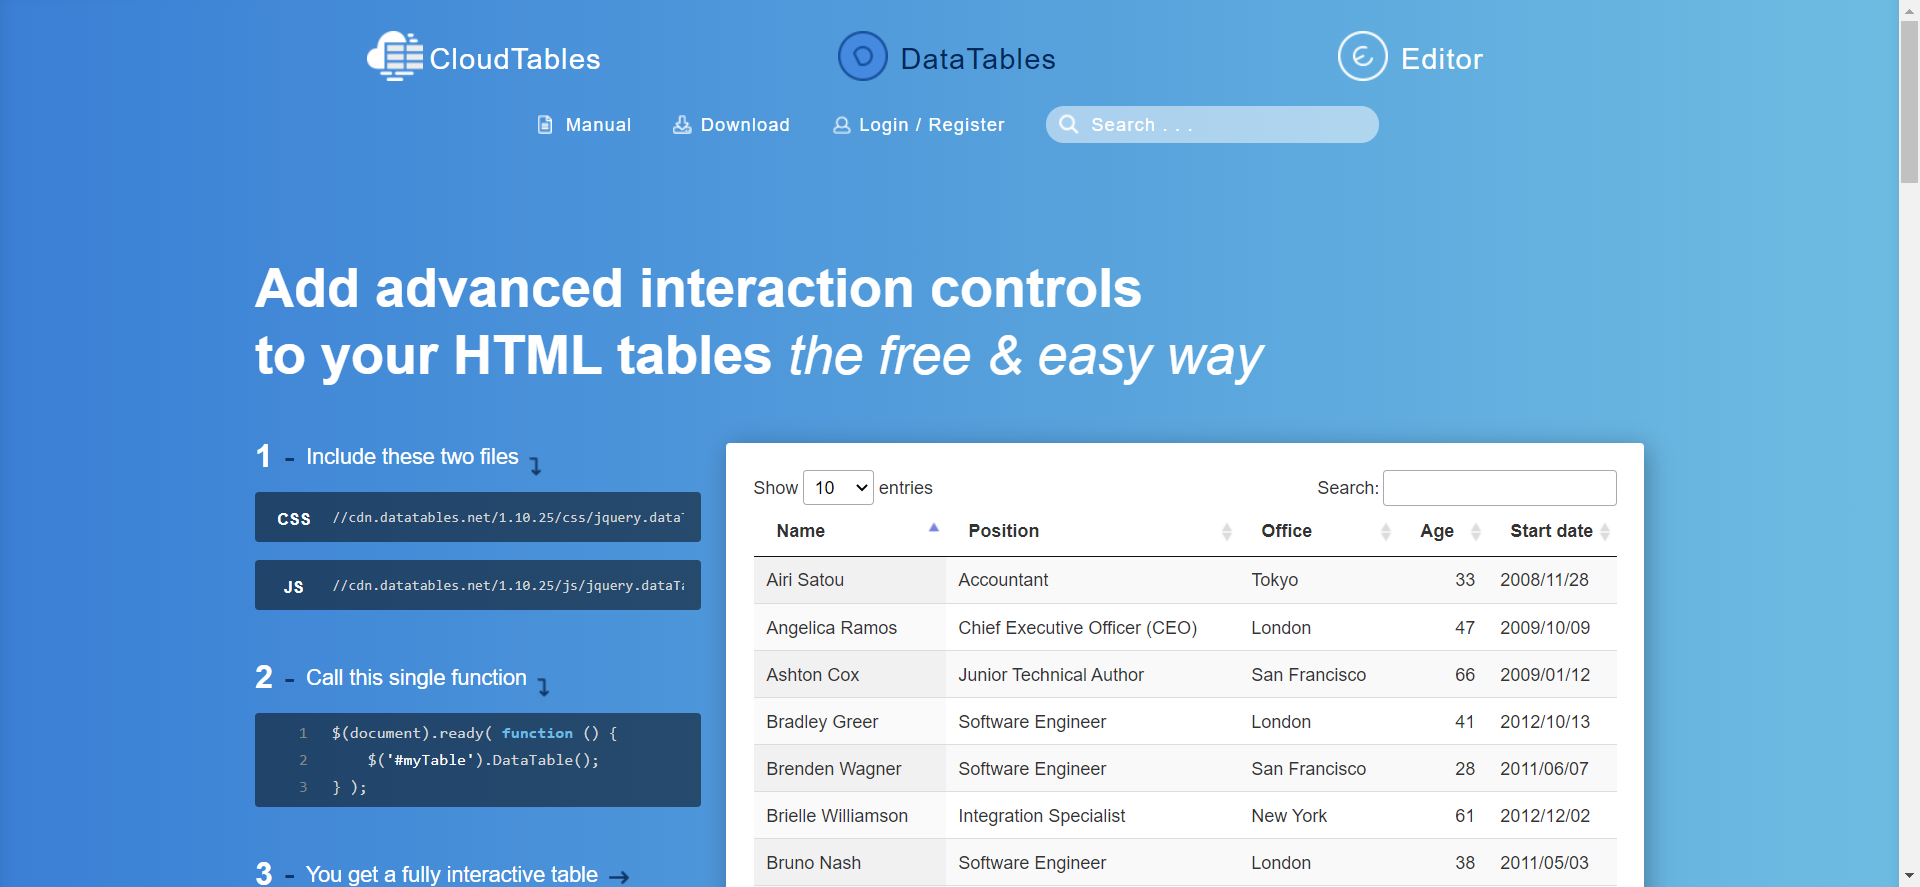 CloudTables
DataTables
Editor
Manual
Download
Login / Register
Search . . .
Add advanced interaction controls
to your HTML tables the free & easy way
1 - Include these two files
CSS //cdn.datatables.net/1.10.25/css/jquery.data
JS //cdn.datatables.net/1.10.25/js/jquery.dataTa
2 - Call this single function
1 $(document).ready( function () {
2 $('#myTable').DataTable();
3 } );
3 - You get a fully interactive table
Show 10 entries
Search:
Name Position Office Age Start date
Airi Satou Accountant Tokyo 33 2008/11/28
Angelica Ramos Chief Executive Officer (CEO) London 47 2009/10/09
Ashton Cox Junior Technical Author San Francisco 66 2009/01/12
Bradley Greer Software Engineer London 41 2012/10/13
Brenden Wagner Software Engineer San Francisco 28 2011/06/07
Brielle Williamson Integration Specialist New York 61 2012/12/02
Bruno Nash Software Engineer London 38 2011/05/03